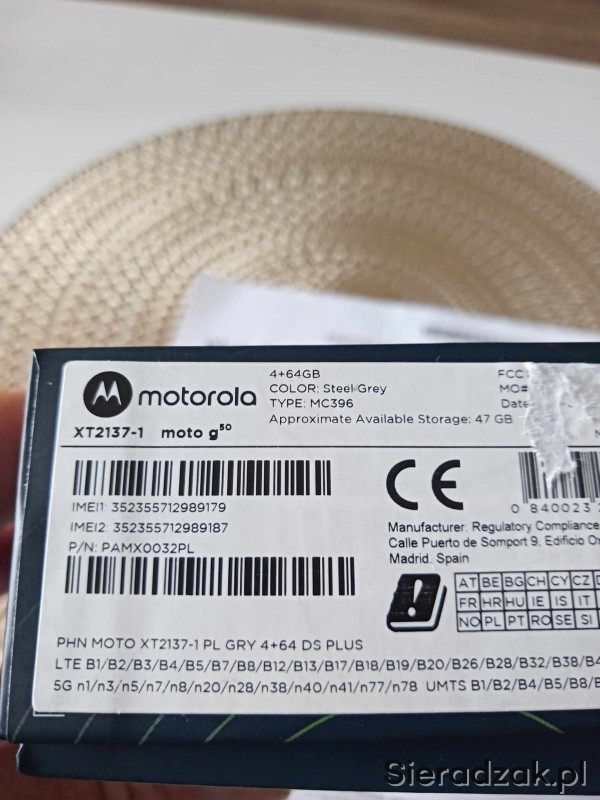 4+64GB
FCC
motorola
COLOR: Steel Grey
MO#
TYPE: MC396
Date
Approximate Available Storage: 47 GB
XT2137-1 moto g50
IMEI1: 352355712989179
IMEI2: 352355712989187
P/N: PAMX0032PL
CE
0 840023
Manufacturer: Regulatory Compliance
Calle Puerto de Somport 9, Edificio
Madrid, Spain
AT BE BG CH CY CZ
FR HR HU IE IS IT
NO PL PT RO SE SI
PHN MOTO XT2137-1 PL GRY 4+64 DS PLUS
LTE B1/B2/B3/B4/B5/B7/B8/B12/B13/B17/B18/B19/B20/B26/B28/B32/B38/B4
5G n1/n3/n5/n7/n8/n20/n28/n38/n40/n41/n77/n78 UMTS B1/B2/B4/B5/B8/
Sieradzak.pl